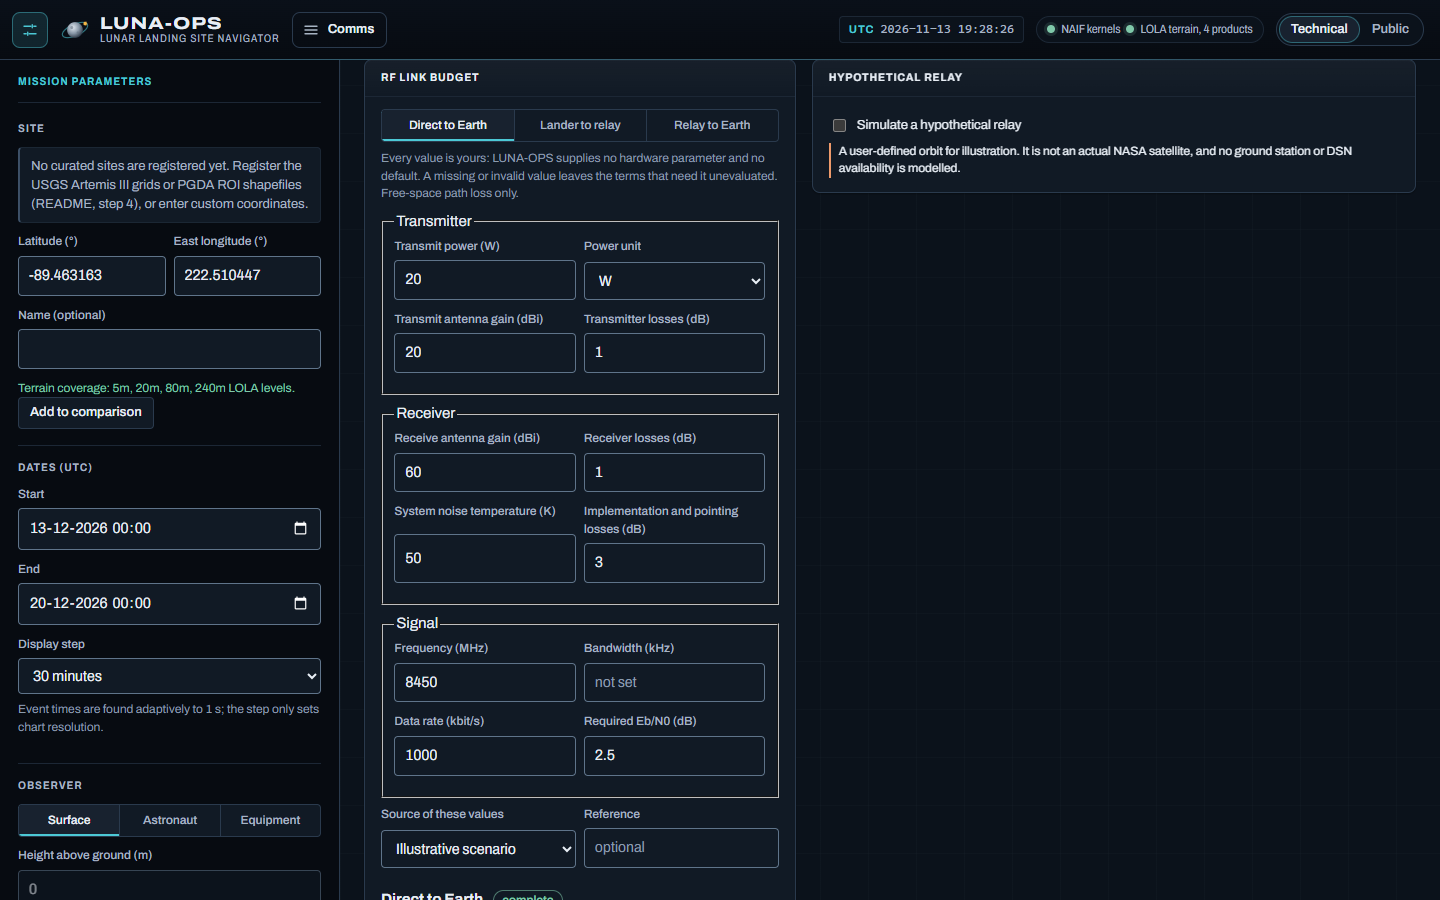 LUNA-OPS
LUNAR LANDING SITE NAVIGATOR
Comms
UTC 2026-11-13 19:28:26
NAIF kernels
LOLA terrain, 4 products
Technical
Public
MISSION PARAMETERS
SITE
No curated sites are registered yet. Register the
USGS Artemis III grids or PGDA ROI shapefiles
(README, step 4), or enter custom coordinates.
Latitude (°)
East longitude (°)
-89.463163
222.510447
Name (optional)
Terrain coverage: 5m, 20m, 80m, 240m LOLA levels.
Add to comparison
DATES (UTC)
Start
13-12-2026 00:00
End
20-12-2026 00:00
Display step
30 minutes
Event times are found adaptively to 1 s; the step only sets
chart resolution.
OBSERVER
Surface
Astronaut
Equipment
Height above ground (m)
0
RF LINK BUDGET
Direct to Earth
Lander to relay
Relay to Earth
Every value is yours: LUNA-OPS supplies no hardware parameter and no
default. A missing or invalid value leaves the terms that need it unevaluated.
Free-space path loss only.
Transmitter
Transmit power (W)
Power unit
20
W
Transmit antenna gain (dBi)
Transmitter losses (dB)
20
1
Receiver
Receive antenna gain (dBi)
Receiver losses (dB)
60
1
System noise temperature (K)
Implementation and pointing
losses (dB)
50
3
Signal
Frequency (MHz)
Bandwidth (kHz)
8450
not set
Data rate (kbit/s)
Required Eb/N0 (dB)
1000
2.5
Source of these values
Reference
Illustrative scenario
optional
Direct to Earth
complete
HYPOTHETICAL RELAY
Simulate a hypothetical relay
A user-defined orbit for illustration. It is not an actual NASA satellite, and no ground station or DSN
availability is modelled.